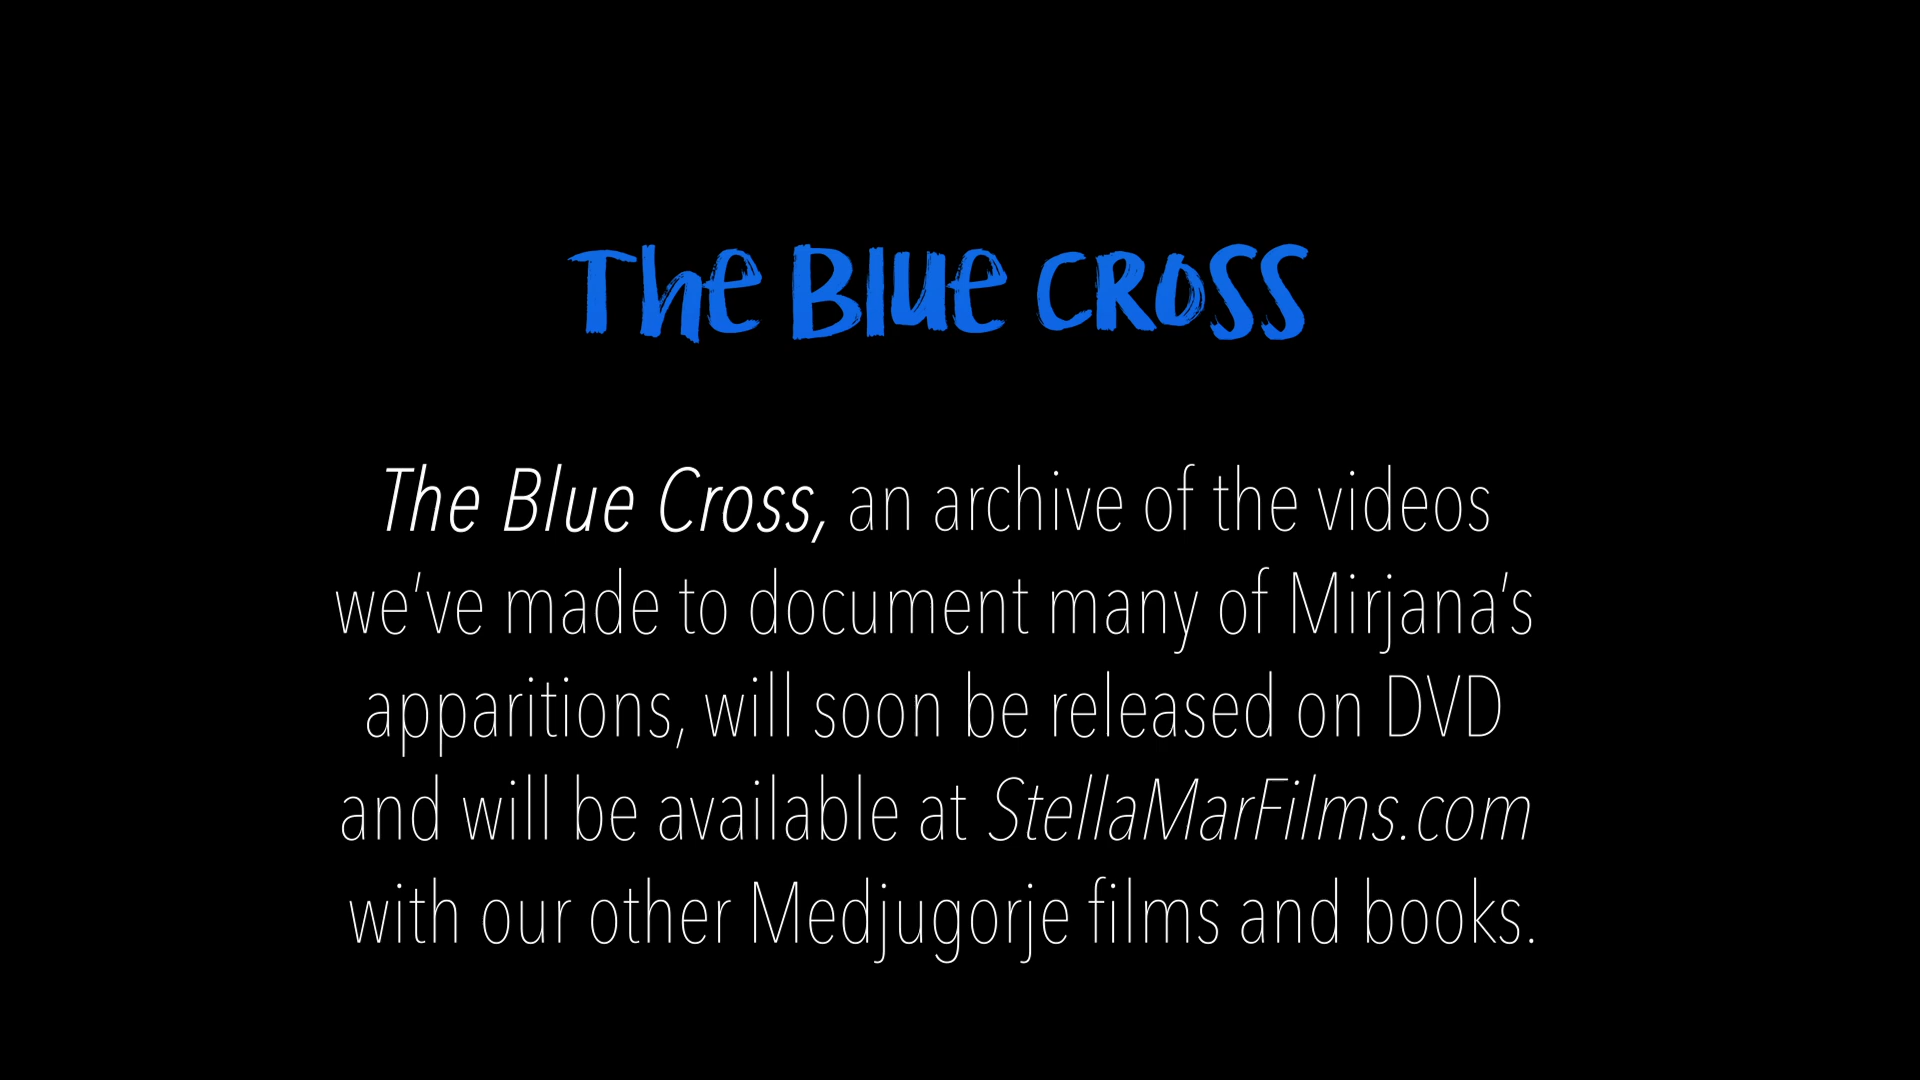 The Blue Cross
The Blue Cross, an archive of the videos
we‘ve made to document many of Mirjana‘s
apparitions, will soon be released on DVD
and will be available at StellaMarFilms.com
with our other Medjugorje films and books.